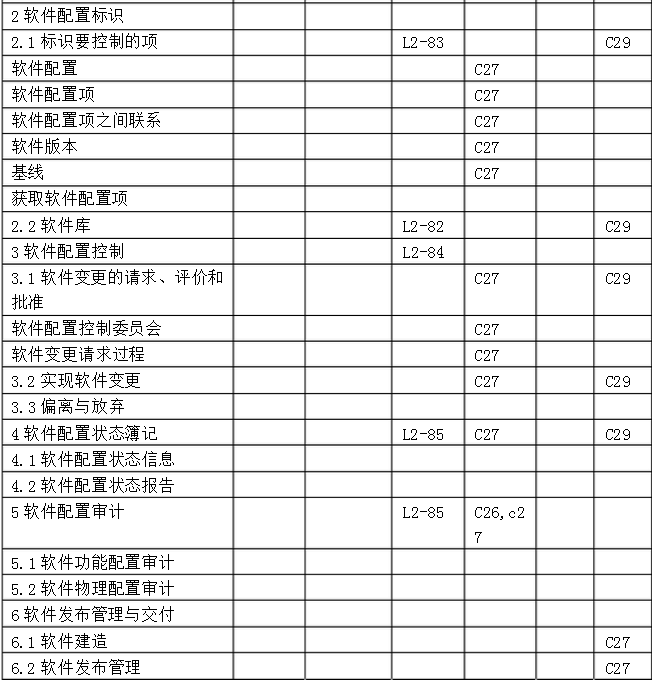 2 软件配置标识
2.1 标识要控制的项 L2-83 C29
软件配置 C27
软件配置项 C27
软件配置项之间联系 C27
软件版本 C27
基线 C27
获取软件配置项
2.2 软件库 L2-82 C29
3 软件配置控制 L2-84
3.1 软件变更的请求、评价和 C27 C29
批准
软件配置控制委员会 C27
软件变更请求过程 C27
3.2 实现软件变更 C27 C29
3.3 偏离与放弃
4 软件配置状态簿记 L2-85 C27 C29
4.1 软件配置状态信息
4.2 软件配置状态报告
5 软件配置审计 L2-85 C26,c2
7
5.1 软件功能配置审计
5.2 软件物理配置审计
6 软件发布管理与交付
6.1 软件建造 C27
6.2 软件发布管理 C27